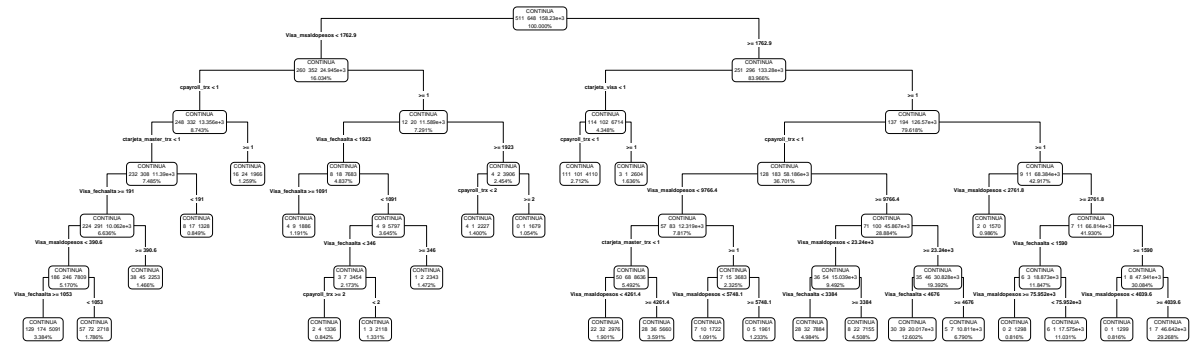 CONTINUA
511 648 158.23e+3
100.000%
Visa_msaldopesos < 1762.9
>= 1762.9
CONTINUA
260 352 24.945e+3
16.034%
CONTINUA
251 296 133.28e+3
83.966%
cpayroll_trx < 1
>= 1
ctarjeta_visa < 1
>= 1
CONTINUA
248 332 13.356e+3
8.743%
CONTINUA
12 20 11.589e+3
7.291%
CONTINUA
114 102 6714
4.348%
CONTINUA
137 194 126.57e+3
79.618%
ctarjeta_master_trx < 1
>= 1
Visa_fechaalta < 1923
>= 1923
cpayroll_trx < 1
>= 1
cpayroll_trx < 1
>= 1
CONTINUA
232 308 11.39e+3
7.485%
CONTINUA
16 24 1966
1.259%
CONTINUA
8 18 7683
4.837%
CONTINUA
4 2 3906
2.454%
CONTINUA
111 101 4110
2.712%
CONTINUA
3 1 2604
1.636%
CONTINUA
128 183 58.186e+3
36.701%
CONTINUA
9 11 68.384e+3
42.917%
Visa_fechaalta >= 191
< 191
Visa_fechaalta >= 1091
< 1091
cpayroll_trx < 2
>= 2
Visa_msaldopesos < 9766.4
>= 9766.4
Visa_msaldopesos < 2761.8
>= 2761.8
CONTINUA
224 291 10.062e+3
6.636%
CONTINUA
8 17 1328
0.849%
CONTINUA
4 9 1886
1.191%
CONTINUA
4 9 5797
3.645%
CONTINUA
4 1 2227
1.400%
CONTINUA
0 1 1679
1.054%
CONTINUA
57 83 12.319e+3
7.817%
CONTINUA
71 100 45.867e+3
28.884%
CONTINUA
2 0 1570
0.986%
CONTINUA
7 11 66.814e+3
41.930%
Visa_msaldopesos < 390.6
>= 390.6
Visa_fechaalta < 346
>= 346
ctarjeta_master_trx < 1
>= 1
Visa_msaldopesos < 23.24e+3
>= 23.24e+3
Visa_fechaalta < 1590
>= 1590
CONTINUA
186 246 7809
5.170%
CONTINUA
38 45 2253
1.466%
CONTINUA
3 7 3454
2.173%
CONTINUA
1 2 2343
1.472%
CONTINUA
50 68 8636
5.492%
CONTINUA
7 15 3683
2.325%
CONTINUA
36 54 15.039e+3
9.492%
CONTINUA
35 46 30.828e+3
19.392%
CONTINUA
6 3 18.873e+3
11.847%
CONTINUA
1 8 47.941e+3
30.084%
Visa_fechaalta >= 1053
< 1053
cpayroll_trx >= 2
< 2
Visa_msaldopesos < 4261.4
>= 4261.4
Visa_msaldopesos < 5748.1
>= 5748.1
Visa_fechaalta < 3384
>= 3384
Visa_fechaalta < 4676
>= 4676
Visa_msaldopesos >= 75.952e+3
< 75.952e+3
Visa_msaldopesos < 4839.6
>= 4839.6
CONTINUA
129 174 5091
3.384%
CONTINUA
57 72 2718
1.786%
CONTINUA
2 4 1336
0.842%
CONTINUA
1 3 2118
1.331%
CONTINUA
22 32 2976
1.901%
CONTINUA
28 36 5660
3.591%
CONTINUA
7 10 1722
1.091%
CONTINUA
0 5 1961
1.233%
CONTINUA
28 32 7884
4.984%
CONTINUA
8 22 7155
4.508%
CONTINUA
30 39 20.017e+3
12.602%
CONTINUA
5 7 10.811e+3
6.790%
CONTINUA
0 2 1298
0.816%
CONTINUA
6 1 17.575e+3
11.031%
CONTINUA
0 1 1299
0.816%
CONTINUA
1 7 46.642e+3
29.268%